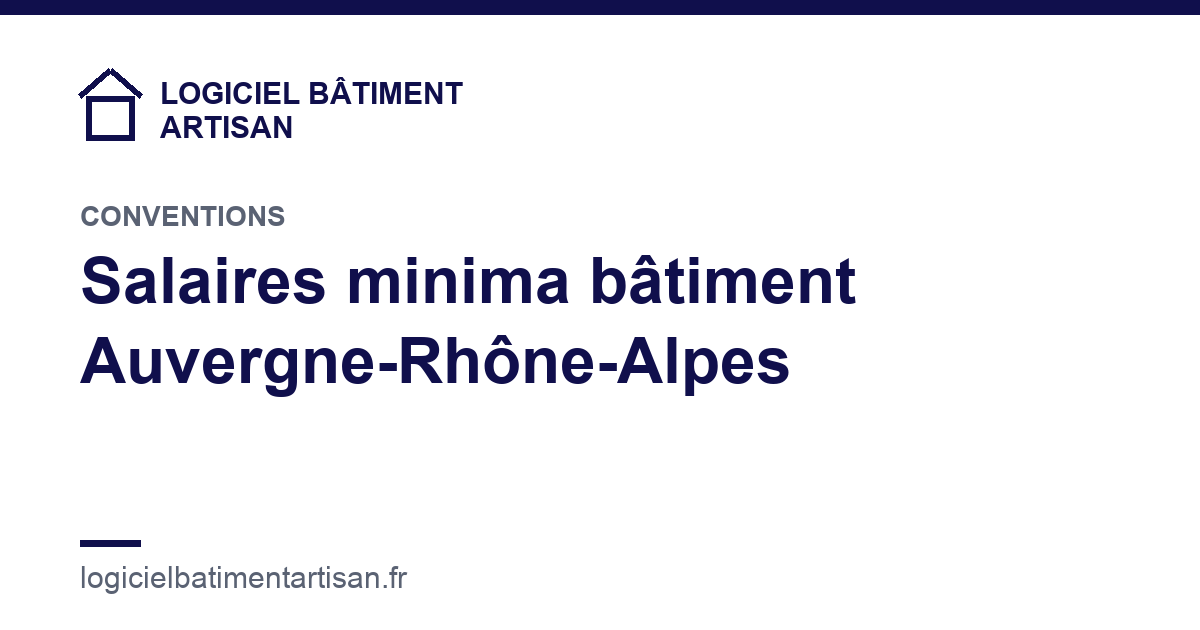 LOGICIEL BÂTIMENT
ARTISAN
CONVENTIONS
Salaires minima bâtiment
Auvergne-Rhône-Alpes
logicielbatimentartisan.fr